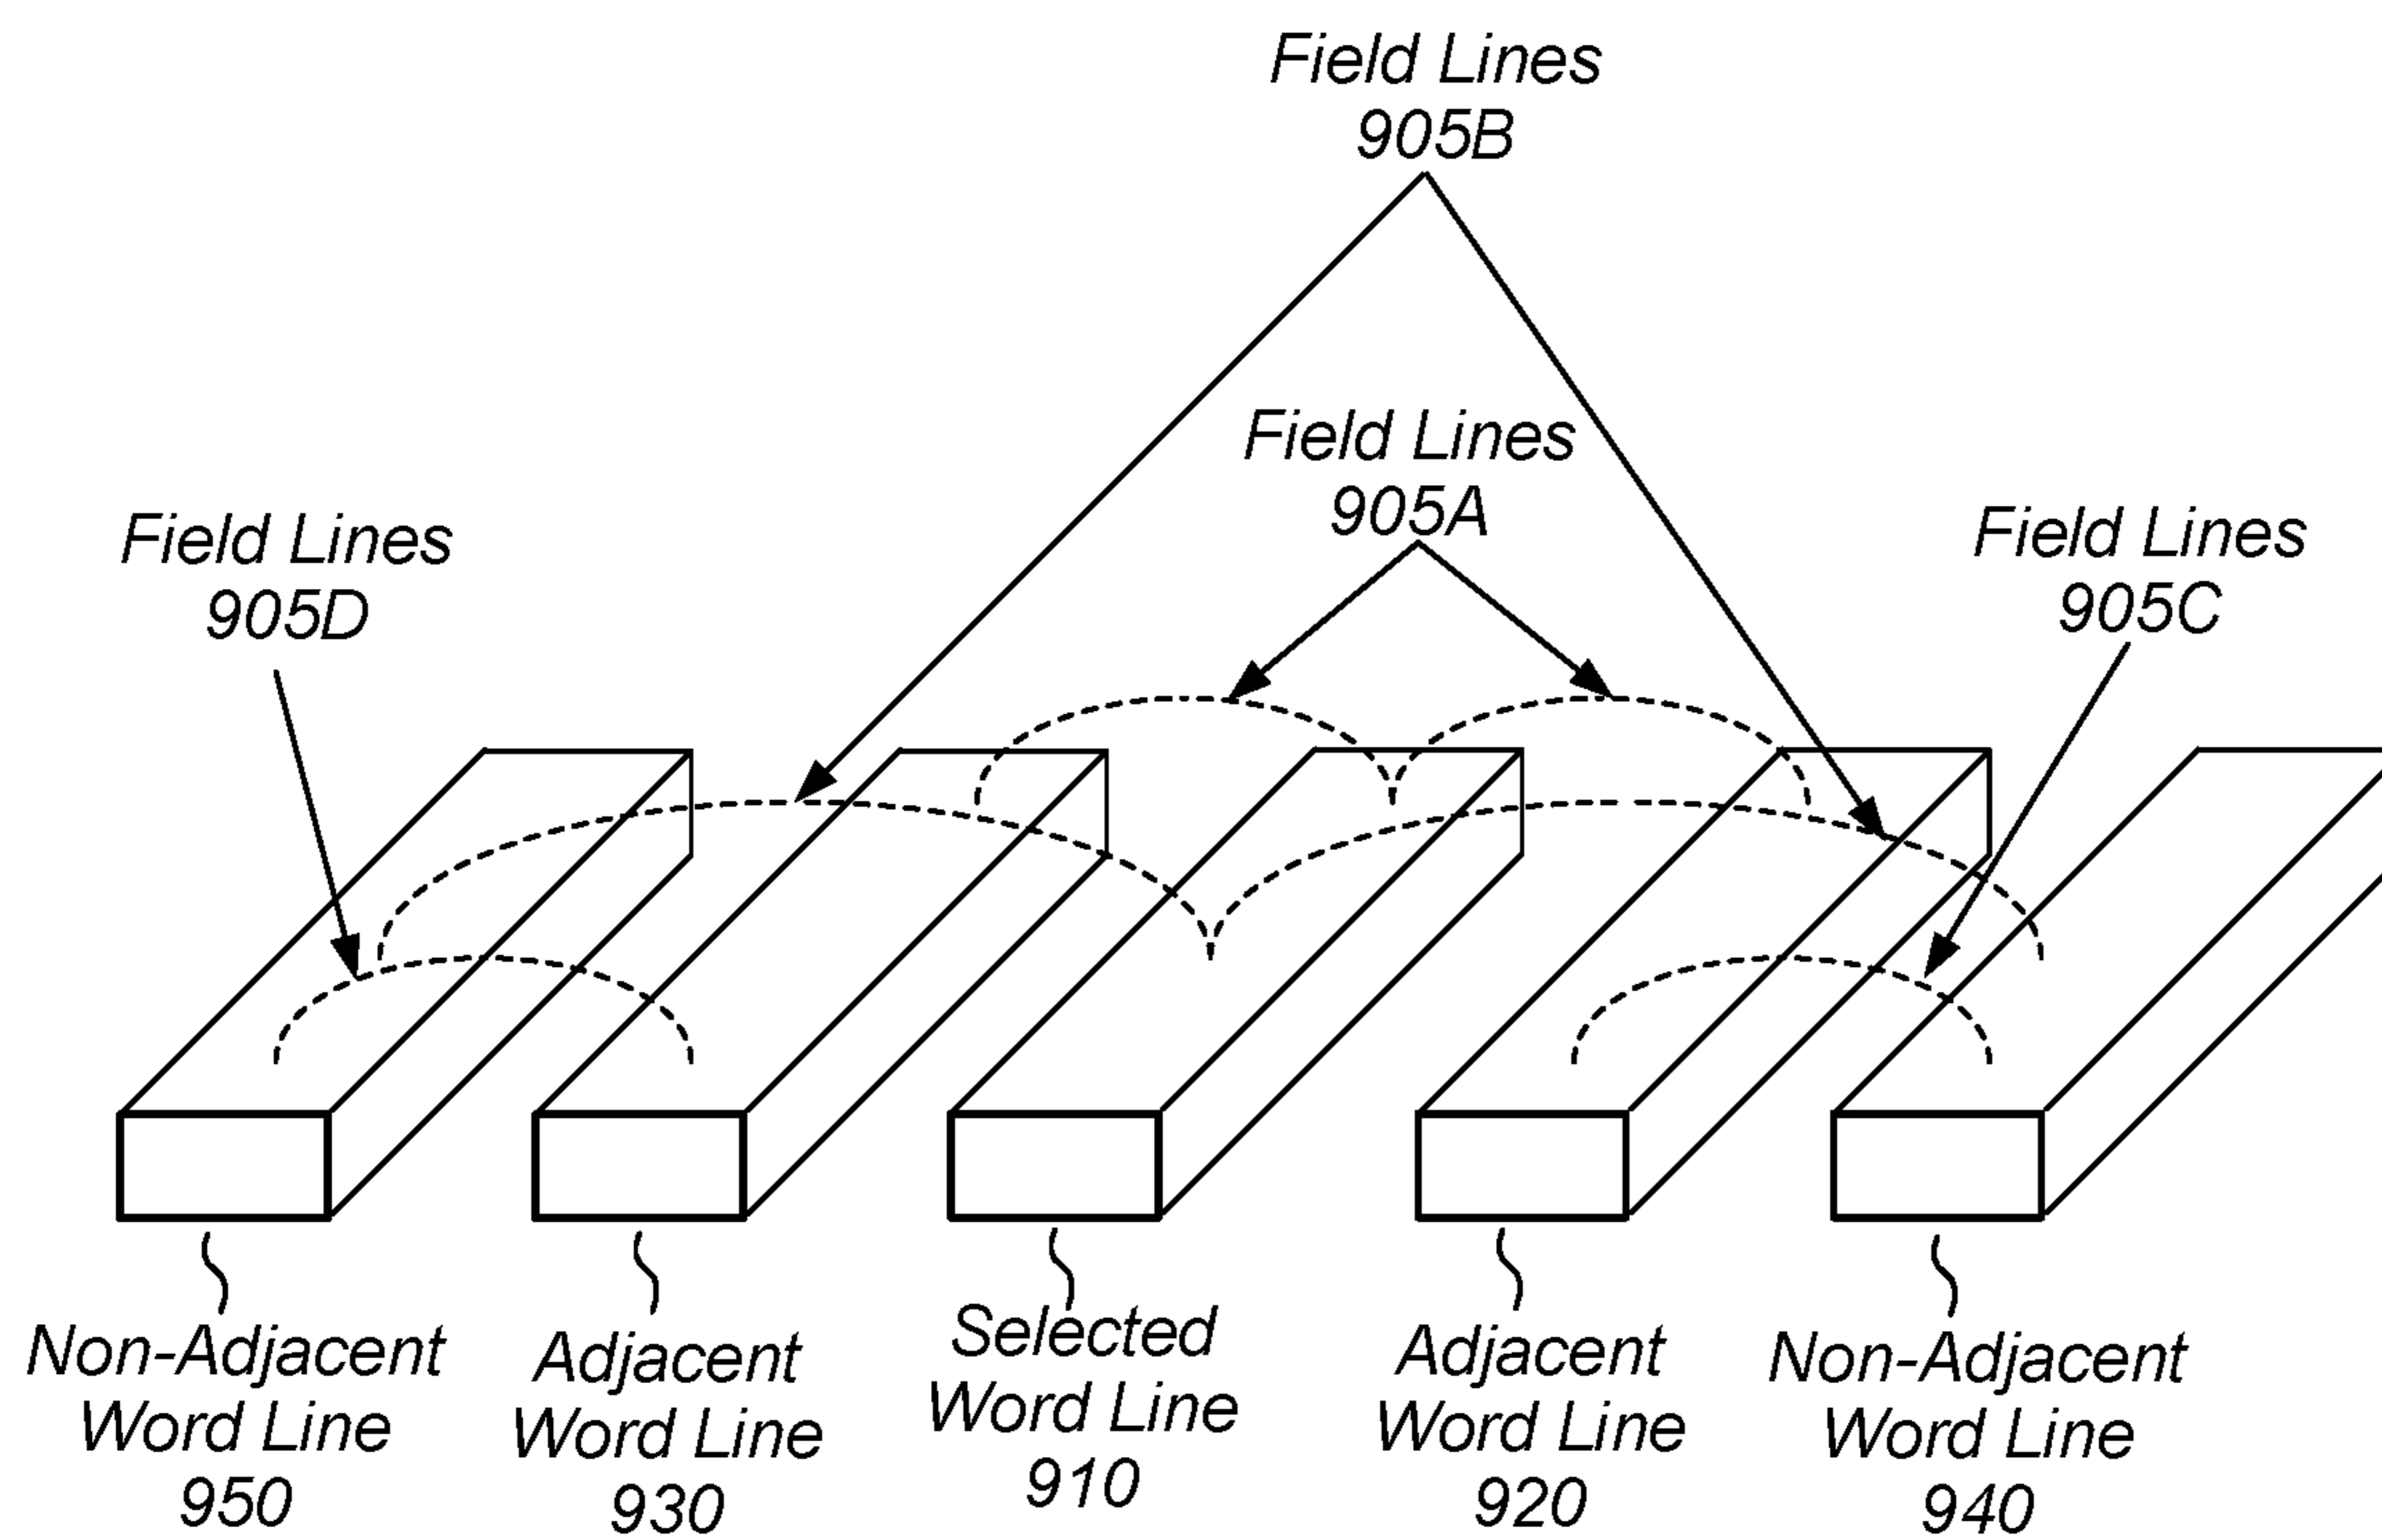 Field Lines
905B
Field Lines
905A
Field Lines
905D
Field Lines
905C
Non-Adjacent
Word Line
950
Adjacent
Word Line
930
Selected
Word Line
910
Adjacent
Word Line
920
Non-Adjacent
Word Line
940